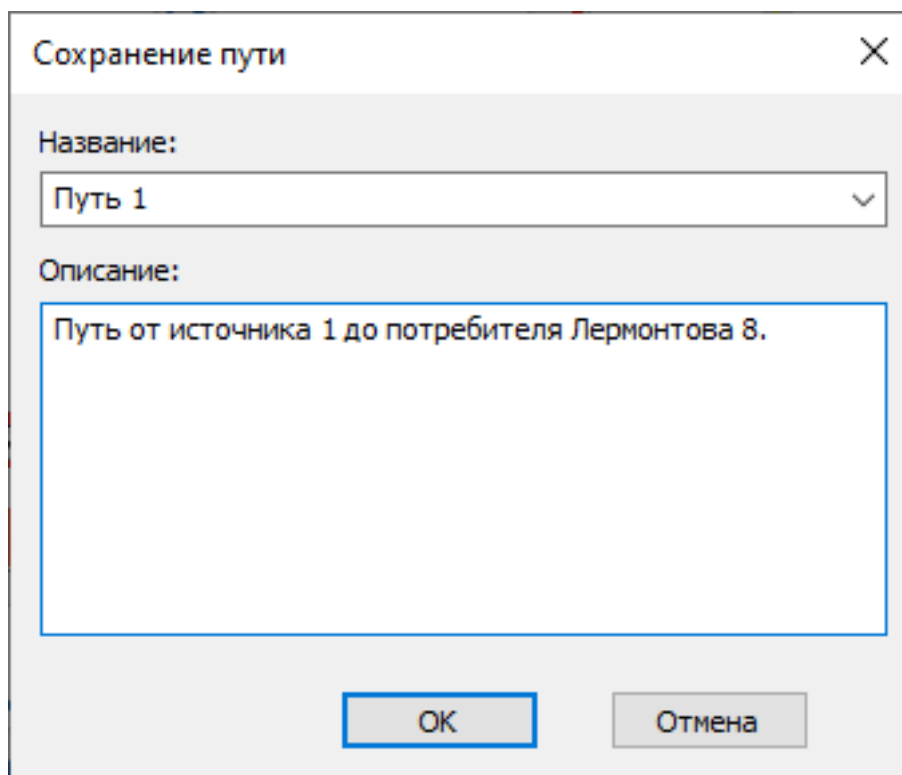 Сохранение пути
Название:
Путь 1
Описание:
Путь от источника 1 до потребителя Лермонтова 8.
OK
Отмена